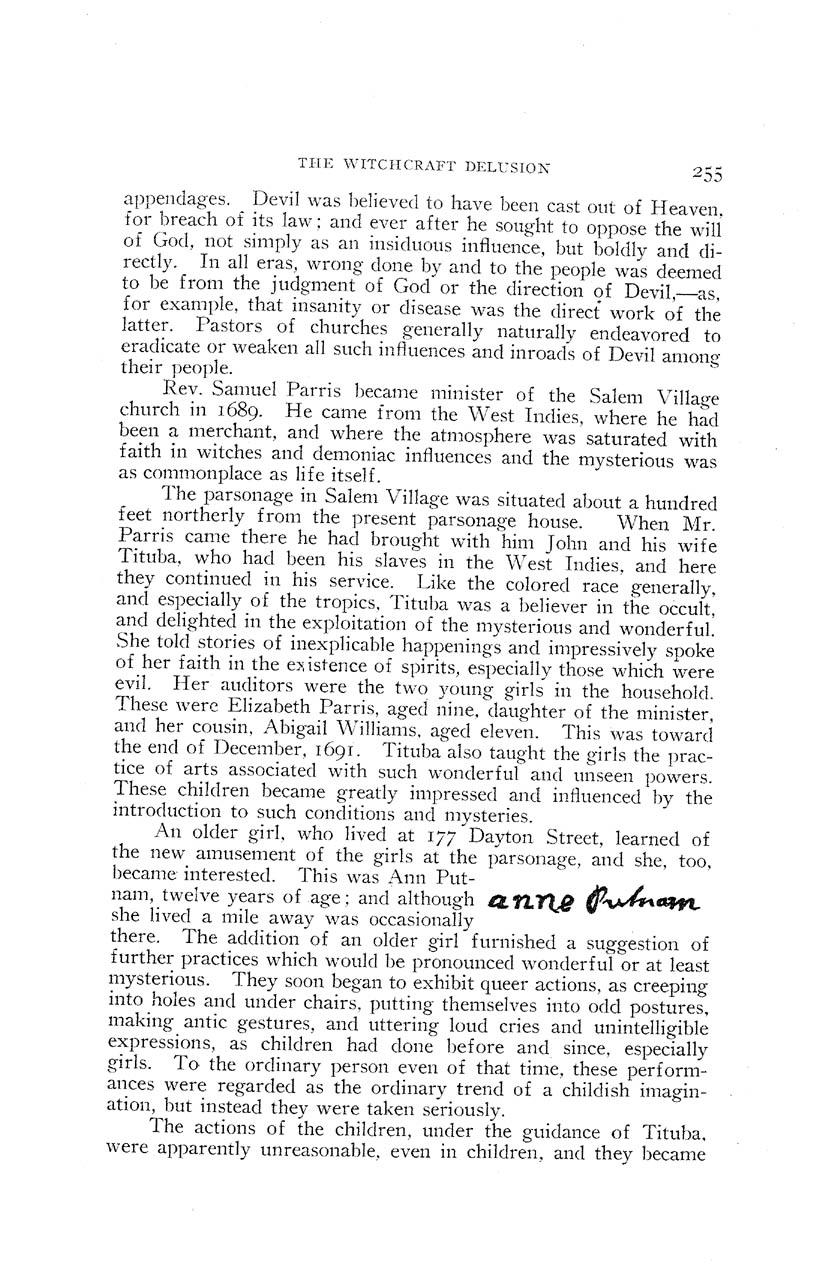 THE WITCHCRAFT DELUSION 255
appendages. Devil was believed to have been cast out of Heaven,
for breach of its law; and ever after he sought to oppose the will
of God, not simply as an insiduous influence, but boldly and di-
rectly. In all eras, wrong done by and to the people was deemed
to be from the judgment of God or the direction of Devil,—as,
for example, that insanity or disease was the direct work of the
latter. Pastors of churches generally naturally endeavored to
eradicate or weaken all such influences and inroads of Devil among
their people.
Rev. Samuel Parris became minister of the Salem Village
church in 1689. He came from the West Indies, where he had
been a merchant, and where the atmosphere was saturated with
faith in witches and demoniac influences and the mysterious was
as commonplace as life itself.
The parsonage in Salem Village was situated about a hundred
feet northerly from the present parsonage house. When Mr.
Parris came there he had brought with him John and his wife
Tituba, who had been his slaves in the West Indies, and here
they continued in his service. Like the colored race generally,
and especially of the tropics, Tituba was a believer in the occult,
and delighted in the exploitation of the mysterious and wonderful.
She told stories of inexplicable happenings and impressively spoke
of her faith in the existence of spirits, especially those which were
evil. Her auditors were the two young girls in the household.
These were Elizabeth Parris, aged nine, daughter of the minister,
and her cousin, Abigail Williams, aged eleven. This was toward
the end of December, 1691. Tituba also taught the girls the prac-
tice of arts associated with such wonderful and unseen powers.
These children became greatly impressed and influenced by the
introduction to such conditions and mysteries.
An older girl, who lived at 177 Dayton Street, learned of
the new amusement of the girls at the parsonage, and she, too,
became interested. This was Ann Put-
nam, twelve years of age; and although
anne Putnam
she lived a mile away was occasionally
there. The addition of an older girl furnished a suggestion of
further practices which would be pronounced wonderful or at least
mysterious. They soon began to exhibit queer actions, as creeping
into holes and under chairs, putting themselves into odd postures,
making antic gestures, and uttering loud cries and unintelligible
expressions, as children had done before and since, especially
girls. To the ordinary person even of that time, these perform-
ances were regarded as the ordinary trend of a childish imagin-
ation, but instead they were taken seriously.
The actions of the children, under the guidance of Tituba,
were apparently unreasonable, even in children, and they became